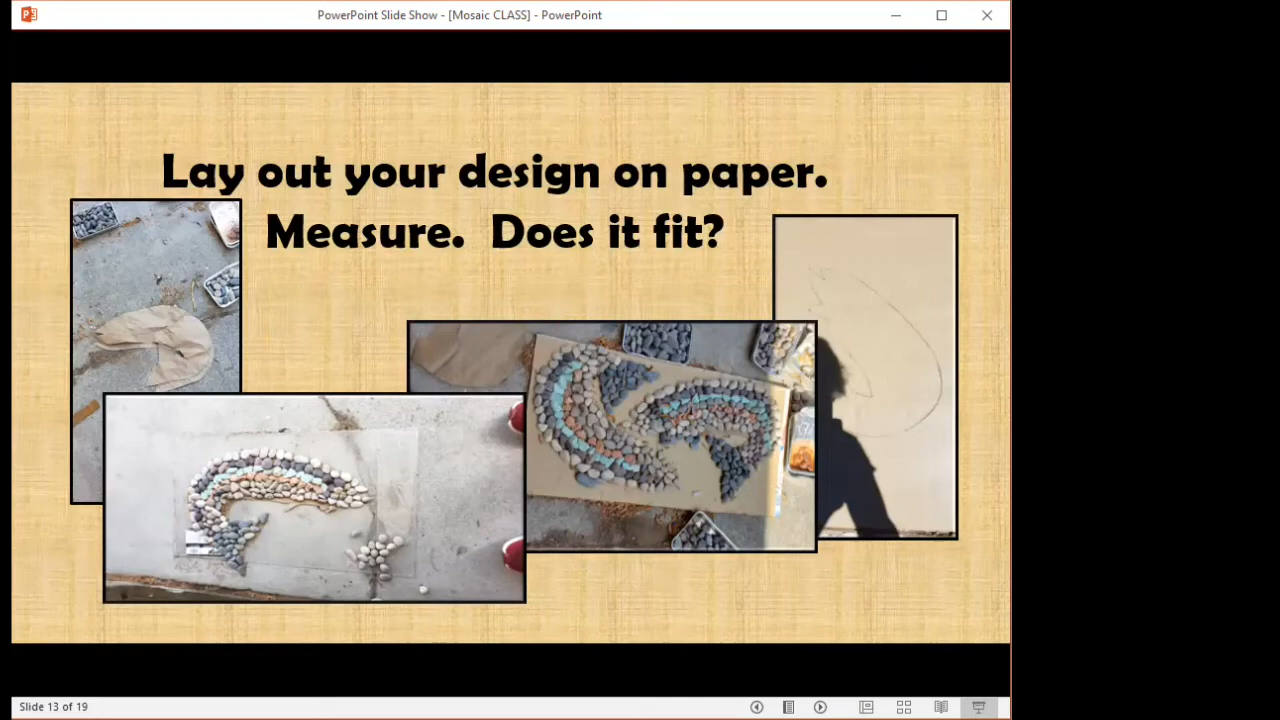 PowerPoint Slide Show - [Mosaic CLASS] - PowerPoint
Lay out your design on paper.
Measure.  Does it fit?
Slide 13 of 19